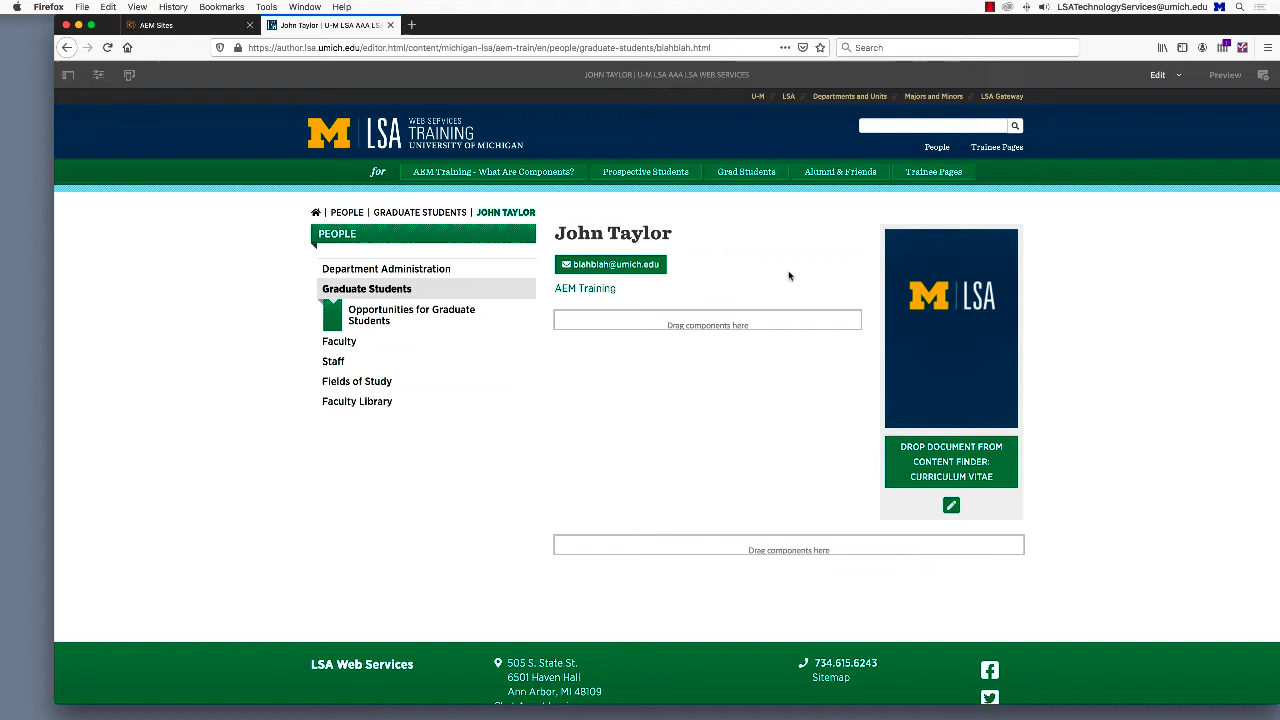 Firefox File Edit View History Bookmarks Tools Window Help LSATechnologyServices@umich.edu
AEM Sites
John Taylor | U-M LSA AAA LSA
https://author.lsa.umich.edu/editor.html/content/michigan-lsa/aem-train/en/people/graduate-students/blahblah.html
Search
JOHN TAYLOR | U-M LSA AAA LSA WEB SERVICES
Edit
Preview
U-M // LSA // Departments and Units // Majors and Minors // LSA Gateway
M LSA WEB SERVICES
TRAINING
UNIVERSITY OF MICHIGAN
People Trainee Pages
for AEM Training - What Are Components? Prospective Students Grad Students Alumni & Friends Trainee Pages
| PEOPLE | GRADUATE STUDENTS | JOHN TAYLOR
PEOPLE
Department Administration
Graduate Students
Opportunities for Graduate
Students
Faculty
Staff
Fields of Study
Faculty Library
John Taylor
blahblah@umich.edu
AEM Training
Drag components here
M LSA
DROP DOCUMENT FROM
CONTENT FINDER:
CURRICULUM VITAE
Drag components here
LSA Web Services
505 S. State St.
6501 Haven Hall
Ann Arbor, MI 48109
734.615.6243
Sitemap